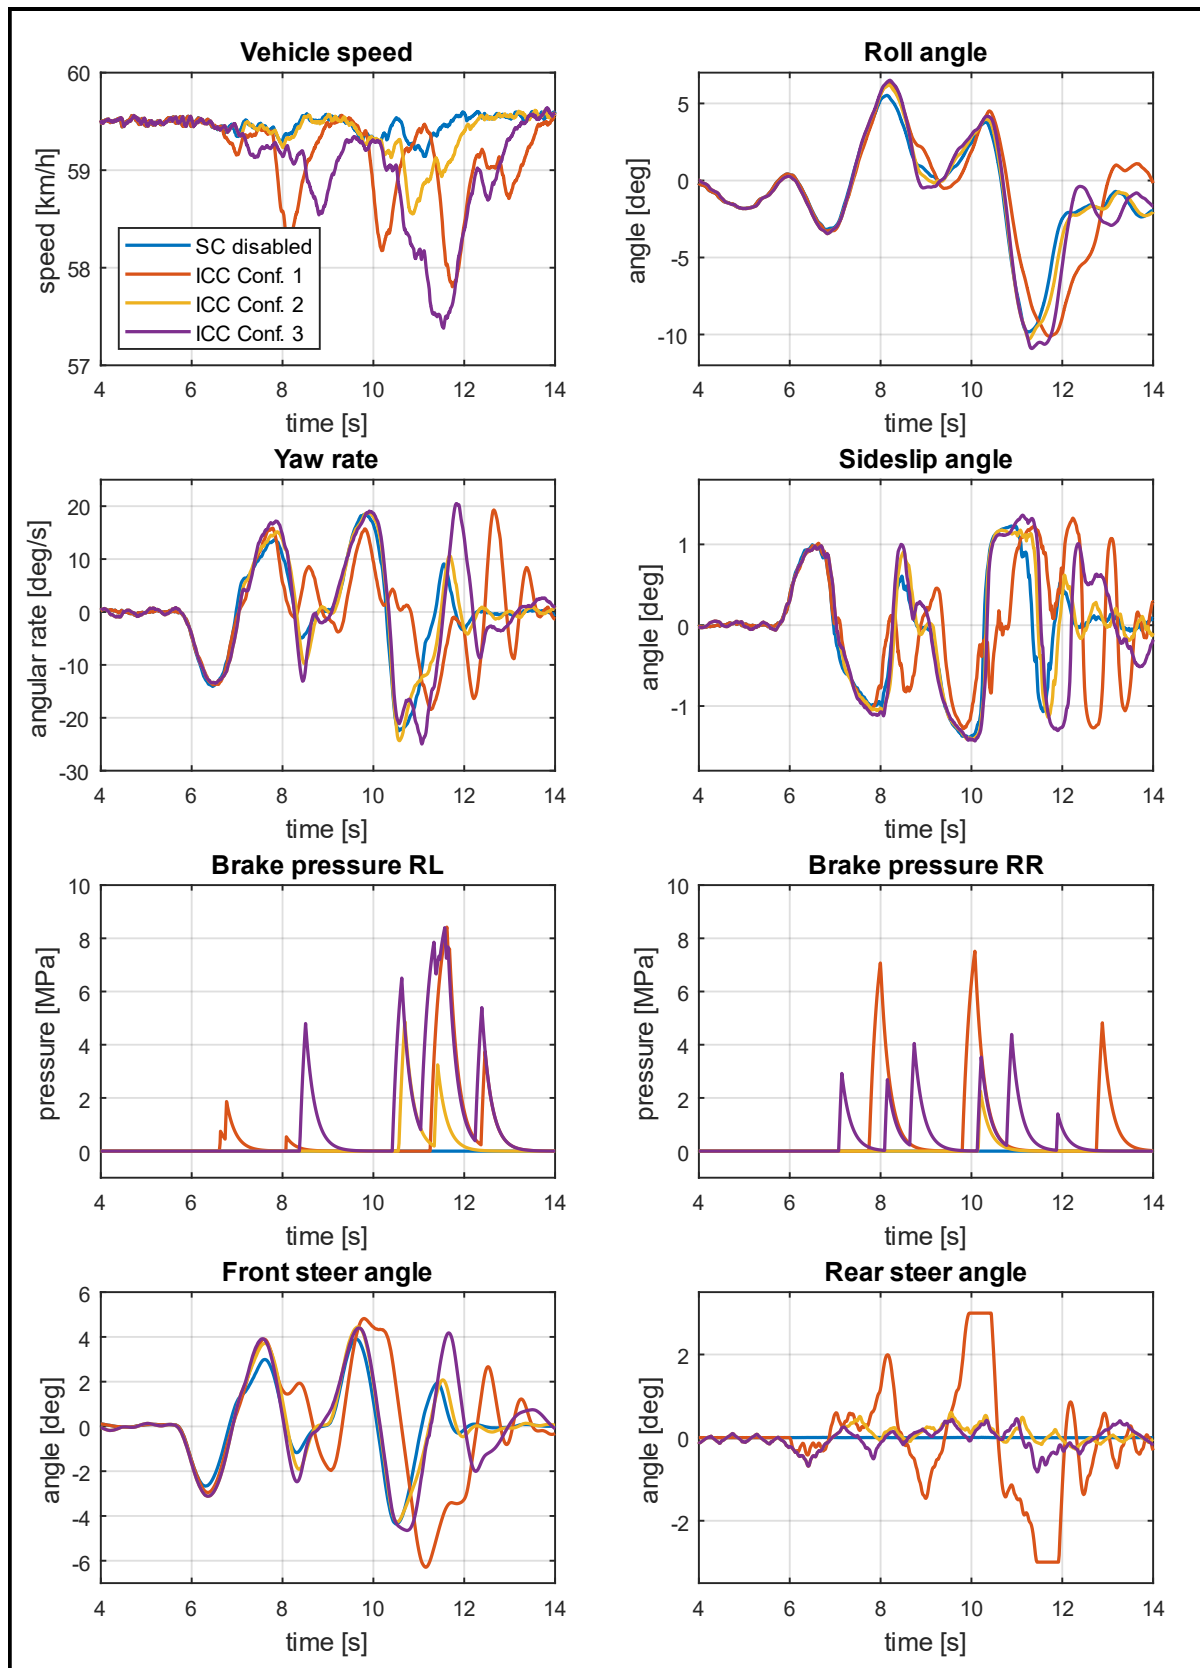 Vehicle speed
60
59
58
57
speed [km/h]
SC disabled
ICC Conf. 1
ICC Conf. 2
ICC Conf. 3
4 6 8 10 12 14
time [s]
Roll angle
5
0
-5
-10
angle [deg]
4 6 8 10 12 14
time [s]
Yaw rate
20
10
0
-10
-20
-30
angular rate [deg/s]
4 6 8 10 12 14
time [s]
Sideslip angle
1
0
-1
angle [deg]
4 6 8 10 12 14
time [s]
Brake pressure RL
10
8
6
4
2
0
pressure [MPa]
4 6 8 10 12 14
time [s]
Brake pressure RR
10
8
6
4
2
0
pressure [MPa]
4 6 8 10 12 14
time [s]
Front steer angle
6
4
2
0
-2
-4
-6
angle [deg]
4 6 8 10 12 14
time [s]
Rear steer angle
2
0
-2
angle [deg]
4 6 8 10 12 14
time [s]